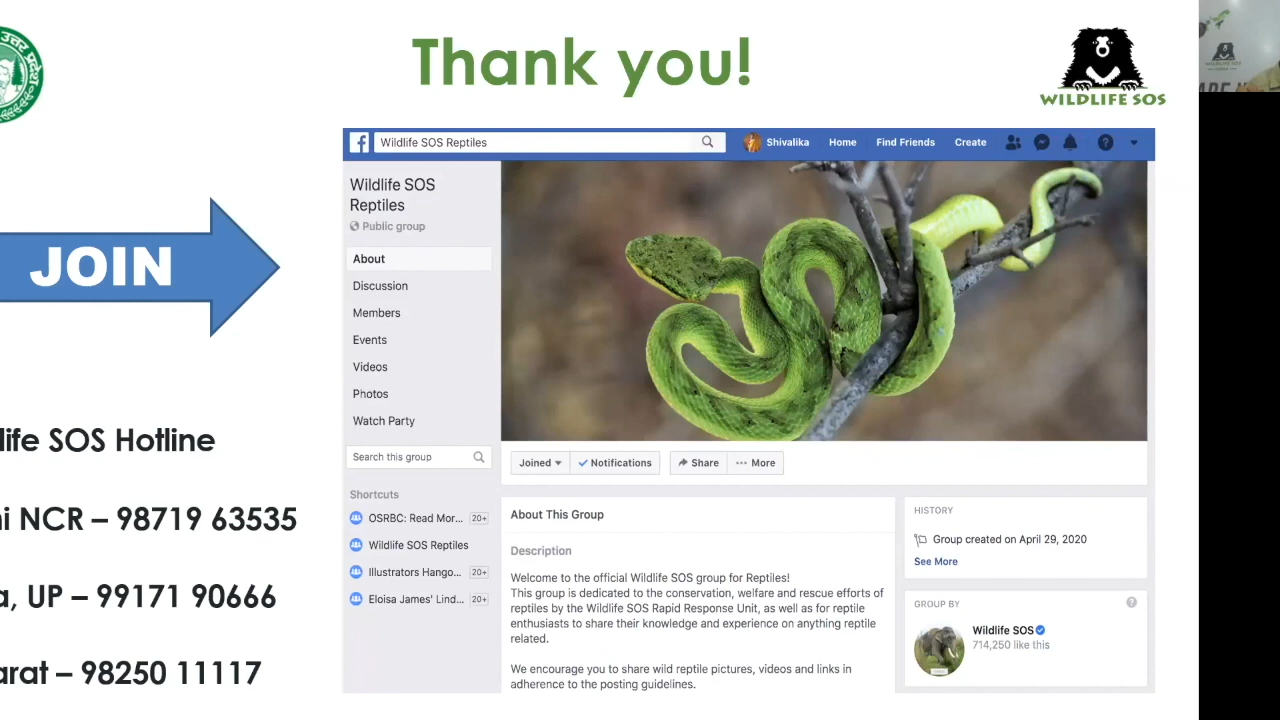 उत्तर प्रदेश
Thank you!
WILDLIFE SOS
Wildlife SOS Reptiles
Shivalika
Home
Find Friends
Create
Wildlife SOS
Reptiles
Public group
About
Discussion
Members
Events
Videos
Photos
Watch Party
Search this group
Shortcuts
OSRBC: Read Mor... 20+
Wildlife SOS Reptiles
Illustrators Hango... 20+
Eloisa James' Lind... 20+
JOIN
life SOS Hotline
i NCR – 98719 63535
a, UP – 99171 90666
arat – 98250 11117
Joined
Notifications
Share
More
About This Group
Description
Welcome to the official Wildlife SOS group for Reptiles!
This group is dedicated to the conservation, welfare and rescue efforts of
reptiles by the Wildlife SOS Rapid Response Unit, as well as for reptile
enthusiasts to share their knowledge and experience on anything reptile
related.
We encourage you to share wild reptile pictures, videos and links in
adherence to the posting guidelines.
HISTORY
Group created on April 29, 2020
See More
GROUP BY
Wildlife SOS
714,250 like this
WILDLIFE SOS